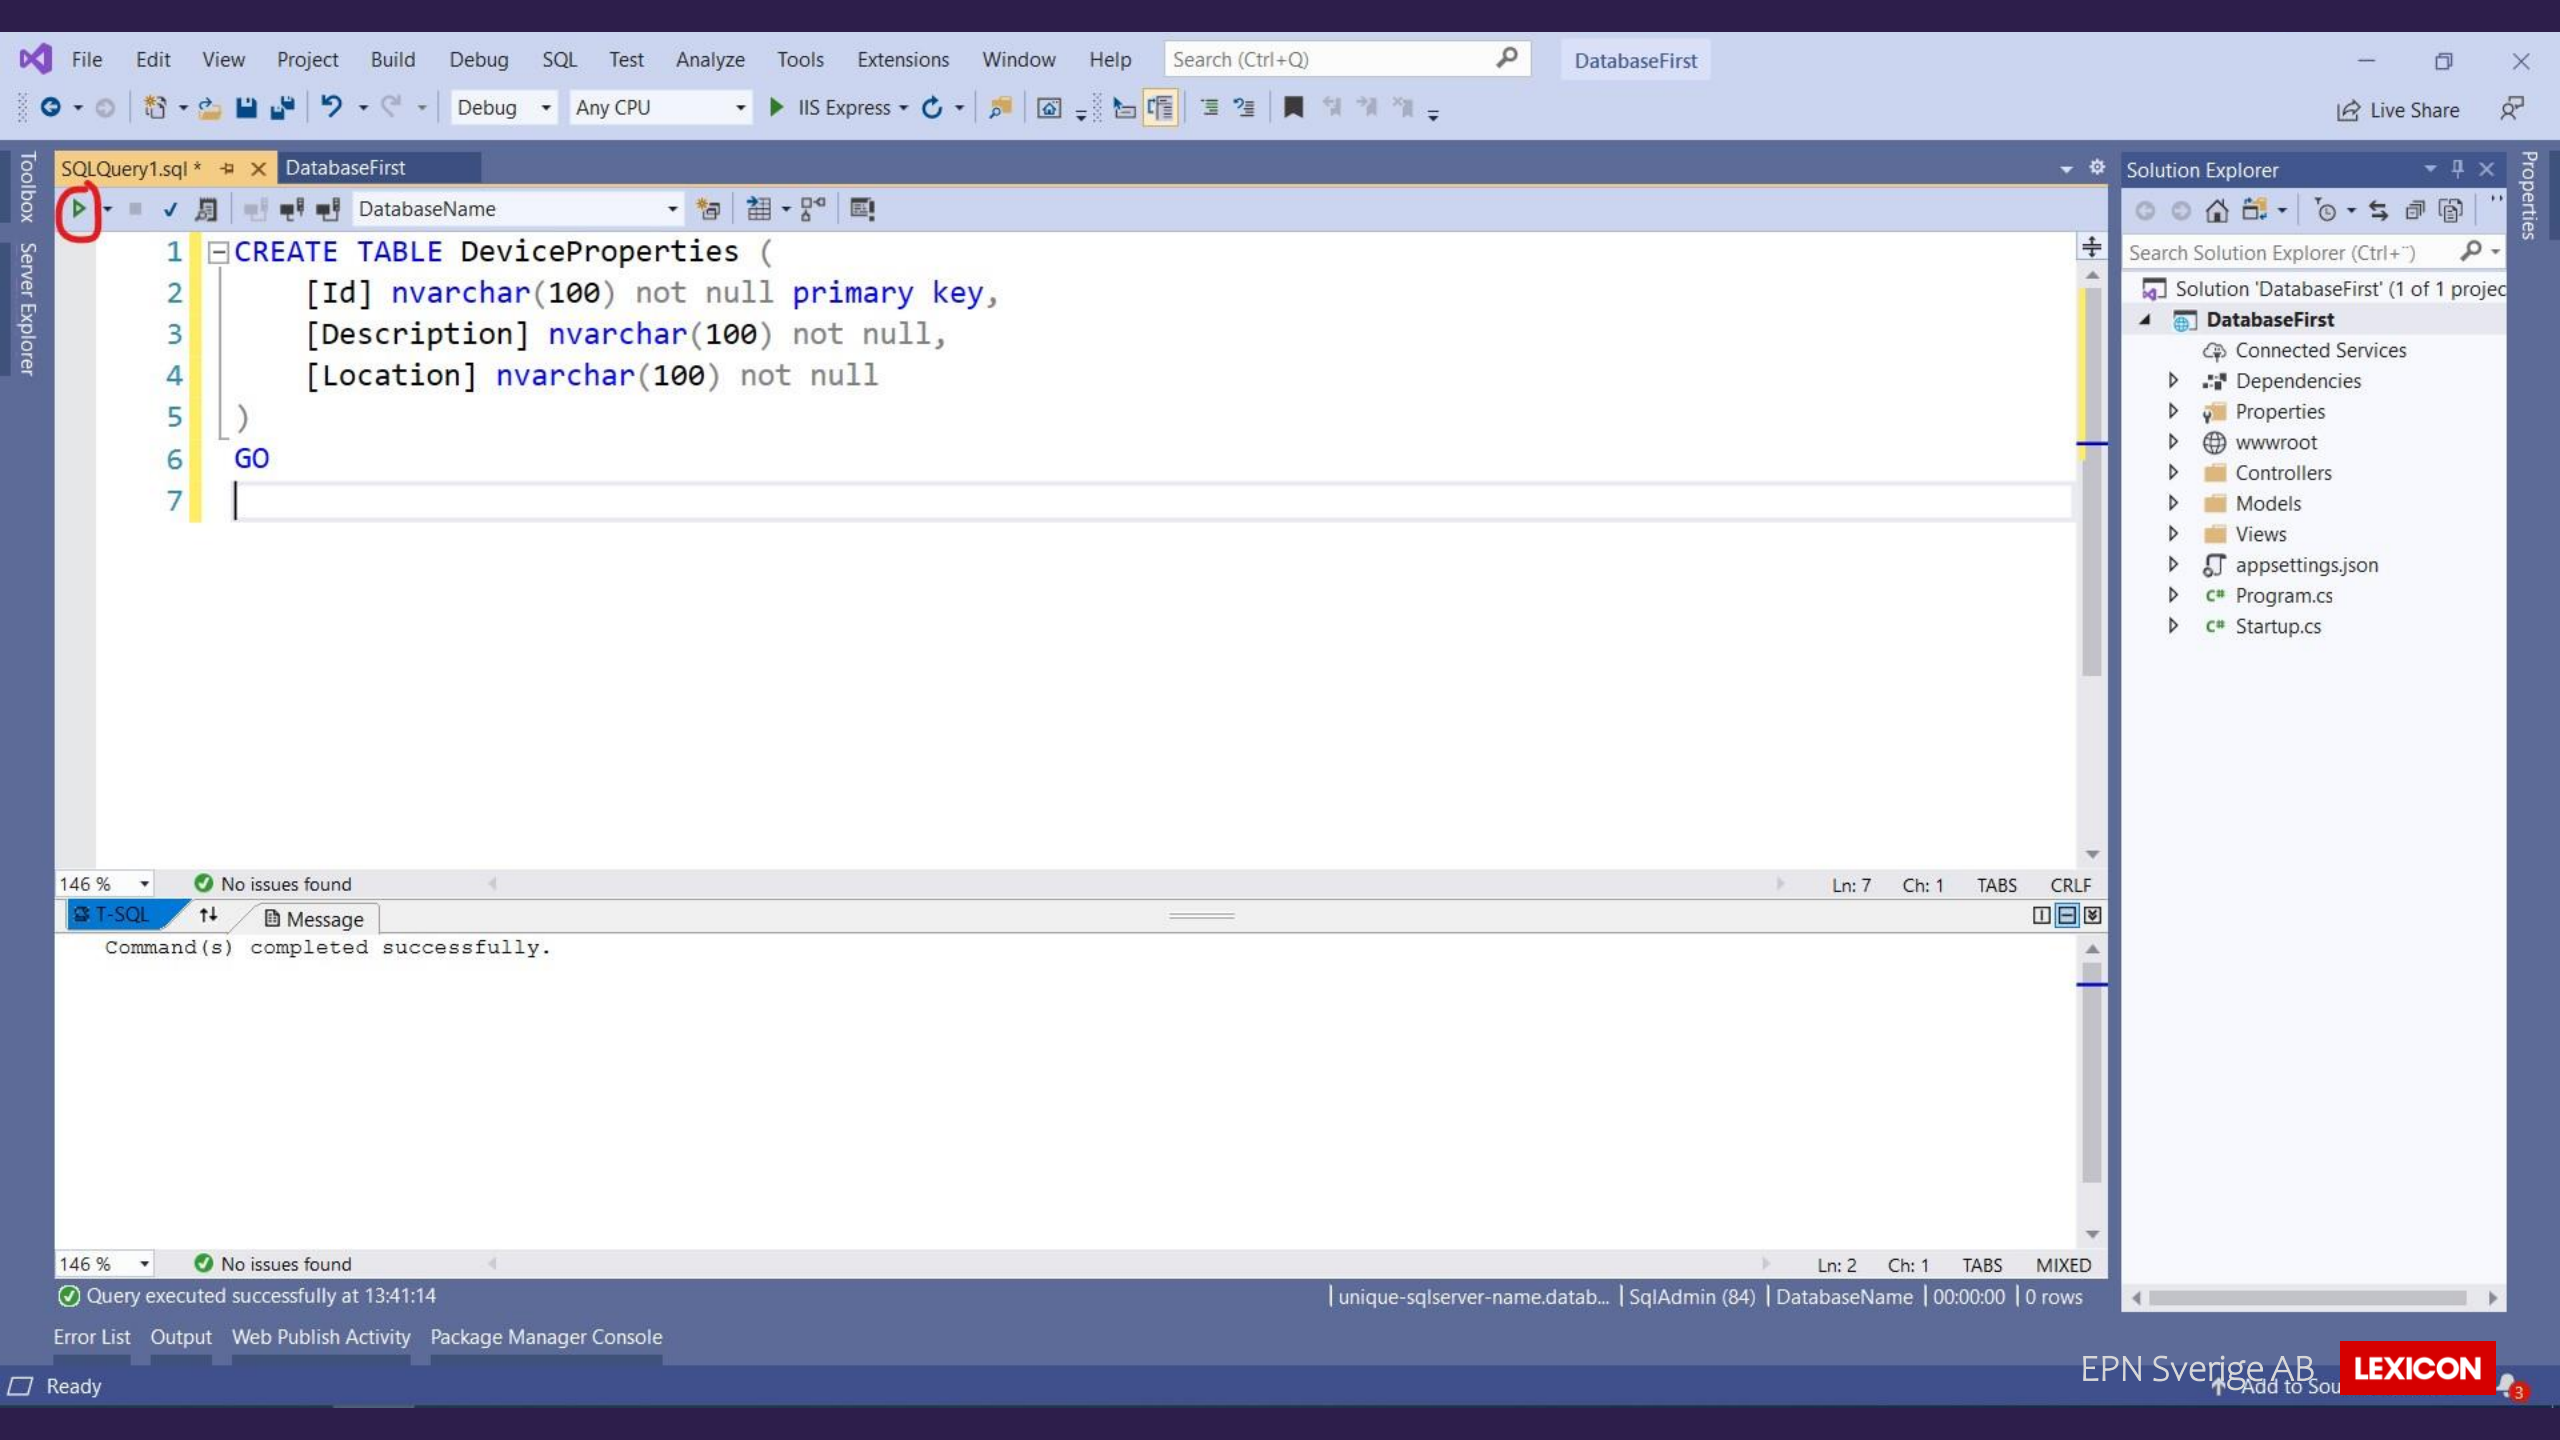 File Edit View Project Build Debug SQL Test Analyze Tools Extensions Window Help Search (Ctrl+Q) DatabaseFirst
Debug Any CPU IIS Express Live Share
Toolbox
Server Explorer
SQLQuery1.sql * DatabaseFirst
DatabaseName
1 CREATE TABLE DeviceProperties (
2 [Id] nvarchar(100) not null primary key,
3 [Description] nvarchar(100) not null,
4 [Location] nvarchar(100) not null
5 )
6 GO
7
146 % No issues found Ln: 7 Ch: 1 TABS CRLF
T-SQL Message
Command(s) completed successfully.
146 % No issues found Ln: 2 Ch: 1 TABS MIXED
Query executed successfully at 13:41:14 unique-sqlserver-name.datab... SqlAdmin (84) DatabaseName 00:00:00 0 rows
Error List Output Web Publish Activity Package Manager Console
Solution Explorer
Search Solution Explorer (Ctrl+¨)
Solution 'DatabaseFirst' (1 of 1 projec
DatabaseFirst
Connected Services
Dependencies
Properties
wwwroot
Controllers
Models
Views
appsettings.json
C# Program.cs
C# Startup.cs
Properties
Ready
Add to Sou
3
EPN Sverige AB
LEXICON